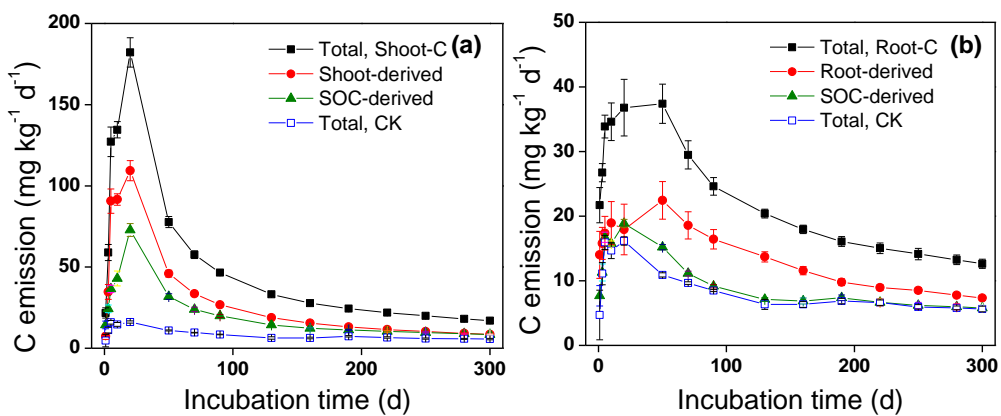 (a)
Total, Shoot-C
Shoot-derived
SOC-derived
Total, CK
C emission (mg kg⁻¹ d⁻¹)
200
150
100
50
0
0 100 200 300
Incubation time (d)
(b)
Total, Root-C
Root-derived
SOC-derived
Total, CK
C emission (mg kg⁻¹ d⁻¹)
50
40
30
20
10
0
0 100 200 300
Incubation time (d)